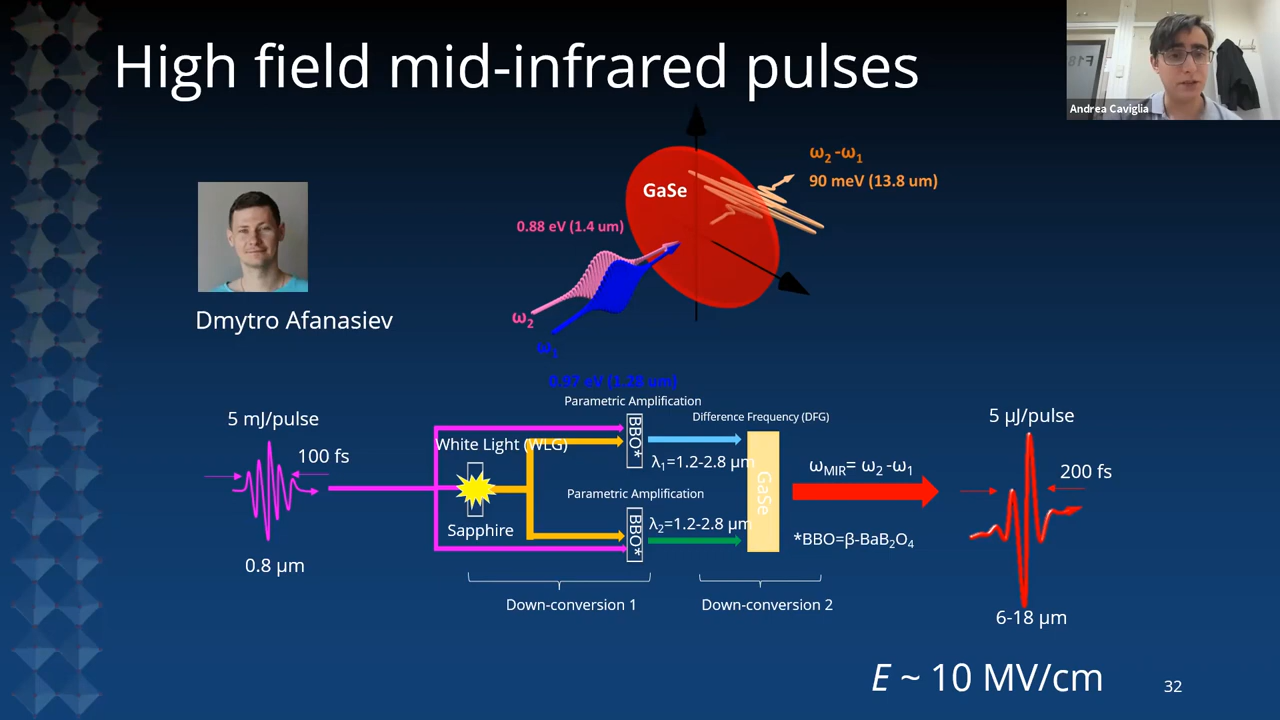 High field mid-infrared pulses
Andrea Caviglia
ω₂ -ω₁
90 meV (13.8 um)
GaSe
0.88 eV (1.4 um)
ω₂
ω₁
0.97 eV (1.28 um)
Dmytro Afanasiev
Parametric Amplification
Difference Frequency (DFG)
5 mJ/pulse
100 fs
0.8 µm
White Light (WLG)
Sapphire
BBO*
λ₁=1.2-2.8 µm
Parametric Amplification
BBO*
λ₂=1.2-2.8 µm
GaSe
ωMIR= ω₂ -ω₁
*BBO=β-BaB₂O₄
5 µJ/pulse
200 fs
6-18 µm
Down-conversion 1
Down-conversion 2
E ~ 10 MV/cm
32